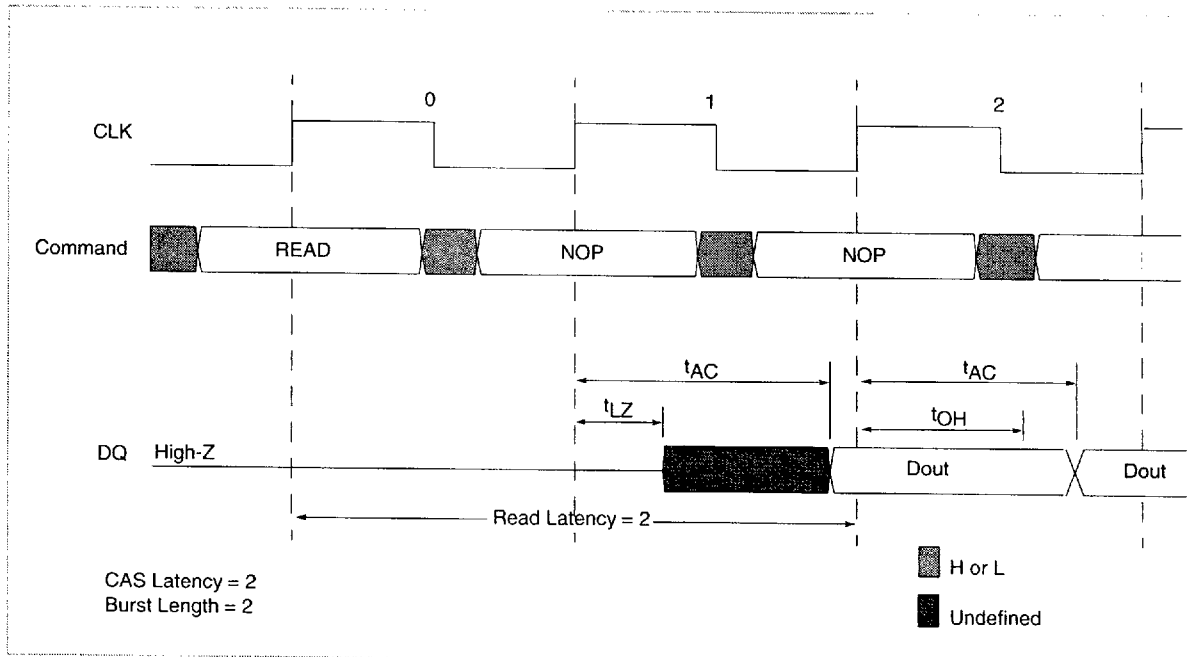 0 1 2
CLK
Command READ NOP NOP
tAC tAC
tLZ tOH
DQ High-Z Dout Dout
Read Latency = 2
CAS Latency = 2
Burst Length = 2
H or L
Undefined